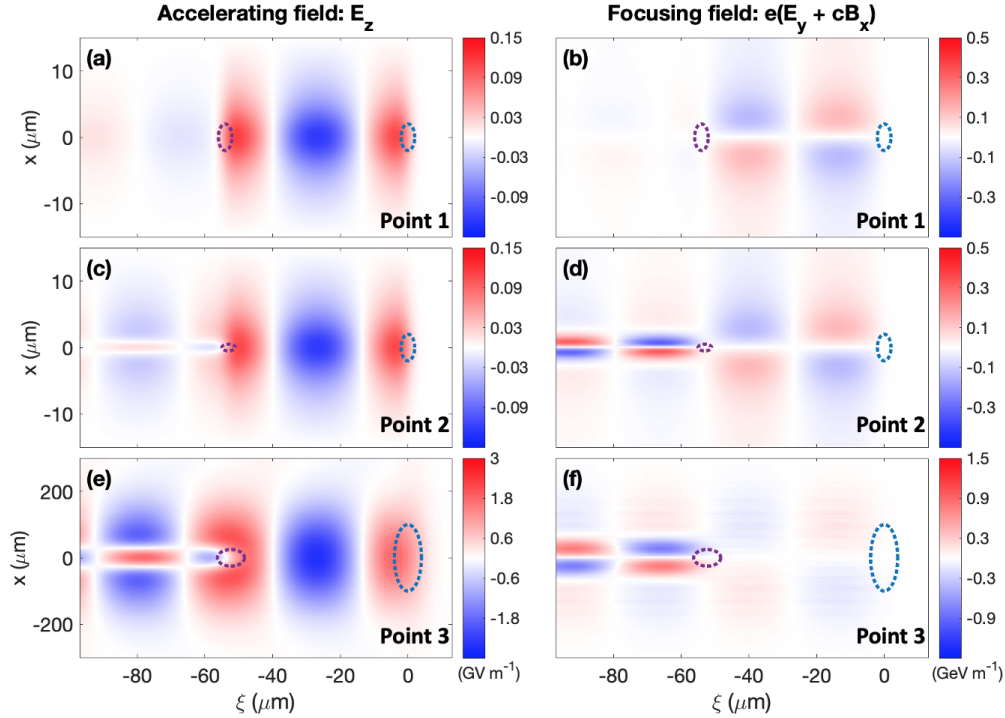 Accelerating field: E_z
Focusing field: e(E_y + cB_x)
(a)
Point 1
x (μm)
10
0
-10
0.15
0.09
0.03
-0.03
-0.09
(b)
Point 1
0.5
0.3
0.1
-0.1
-0.3
(c)
Point 2
x (μm)
10
0
-10
0.15
0.09
0.03
-0.03
-0.09
(d)
Point 2
0.5
0.3
0.1
-0.1
-0.3
(e)
Point 3
x (μm)
200
0
-200
-80
-60
-40
-20
0
ξ (μm)
3
1.8
0.6
-0.6
-1.8
(GV m⁻¹)
(f)
Point 3
-80
-60
-40
-20
0
ξ (μm)
1.5
0.9
0.3
-0.3
-0.9
(GeV m⁻¹)